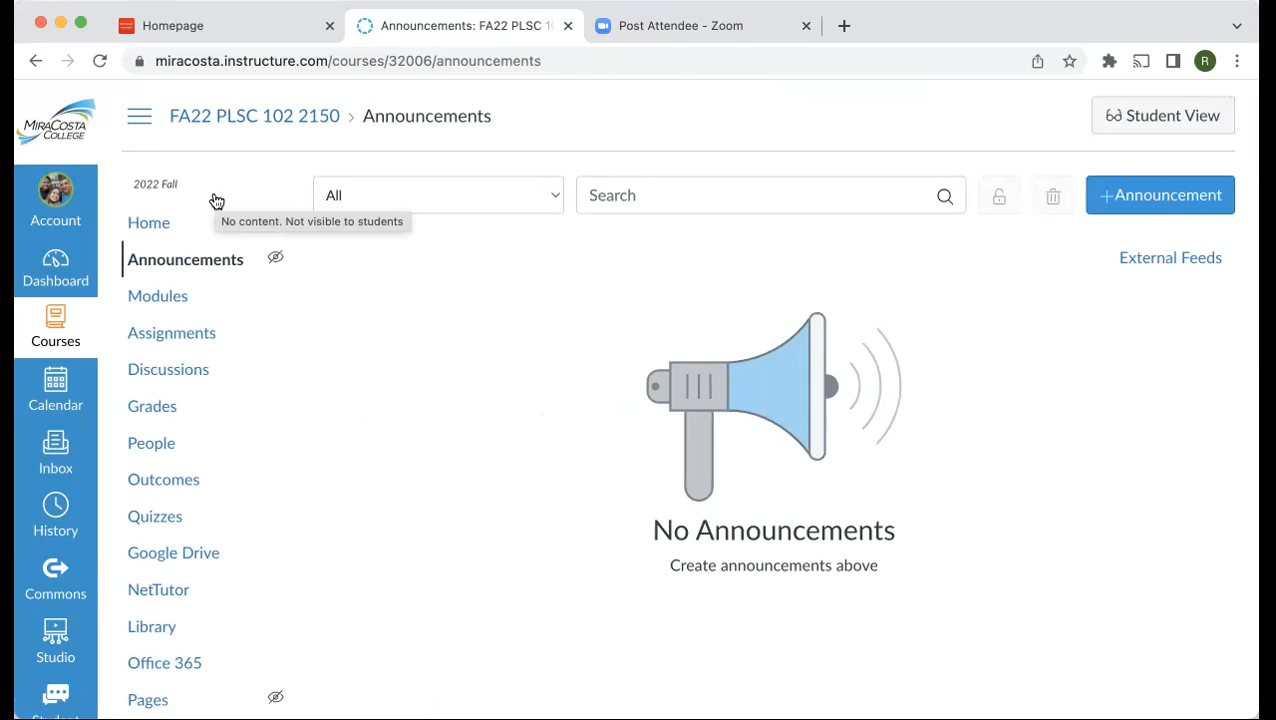 Homepage
Announcements: FA22 PLSC 10
Post Attendee - Zoom
miracosta.instructure.com/courses/32006/announcements
R
MIRACOSTA
COLLEGE
FA22 PLSC 102 2150 › Announcements
Student View
2022 Fall
All
Search
+Announcement
No content. Not visible to students
External Feeds
Account
Dashboard
Courses
Calendar
Inbox
History
Commons
Studio
Student
Home
Announcements
Modules
Assignments
Discussions
Grades
People
Outcomes
Quizzes
Google Drive
NetTutor
Library
Office 365
Pages
No Announcements
Create announcements above